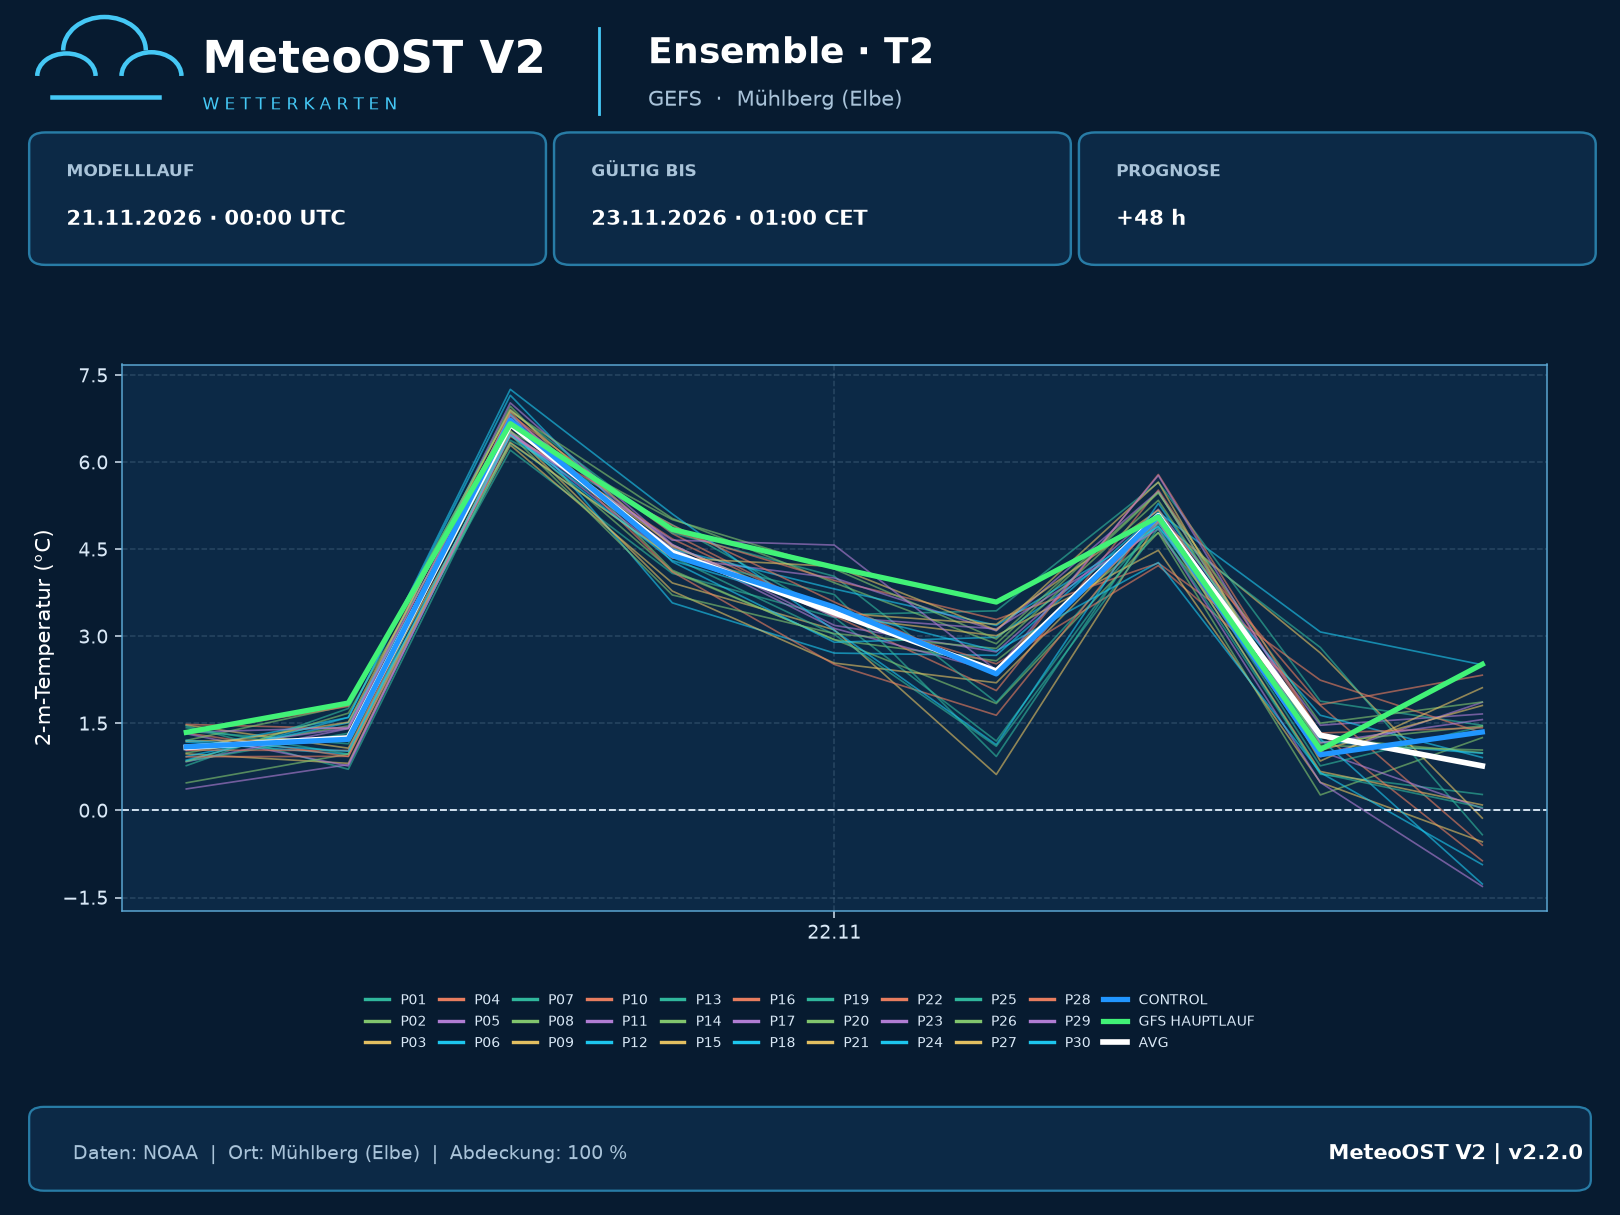 MeteoOST V2
WETTERKARTEN
Ensemble · T2
GEFS · Mühlberg (Elbe)
MODELLLAUF
21.11.2026 · 00:00 UTC
GÜLTIG BIS
23.11.2026 · 01:00 CET
PROGNOSE
+48 h
2-m-Temperatur (°C)
7.5
6.0
4.5
3.0
1.5
0.0
−1.5
22.11
P01 P04 P07 P10 P13 P16 P19 P22 P25 P28 CONTROL
P02 P05 P08 P11 P14 P17 P20 P23 P26 P29 GFS HAUPTLAUF
P03 P06 P09 P12 P15 P18 P21 P24 P27 P30 AVG
Daten: NOAA | Ort: Mühlberg (Elbe) | Abdeckung: 100 %
MeteoOST V2 | v2.2.0